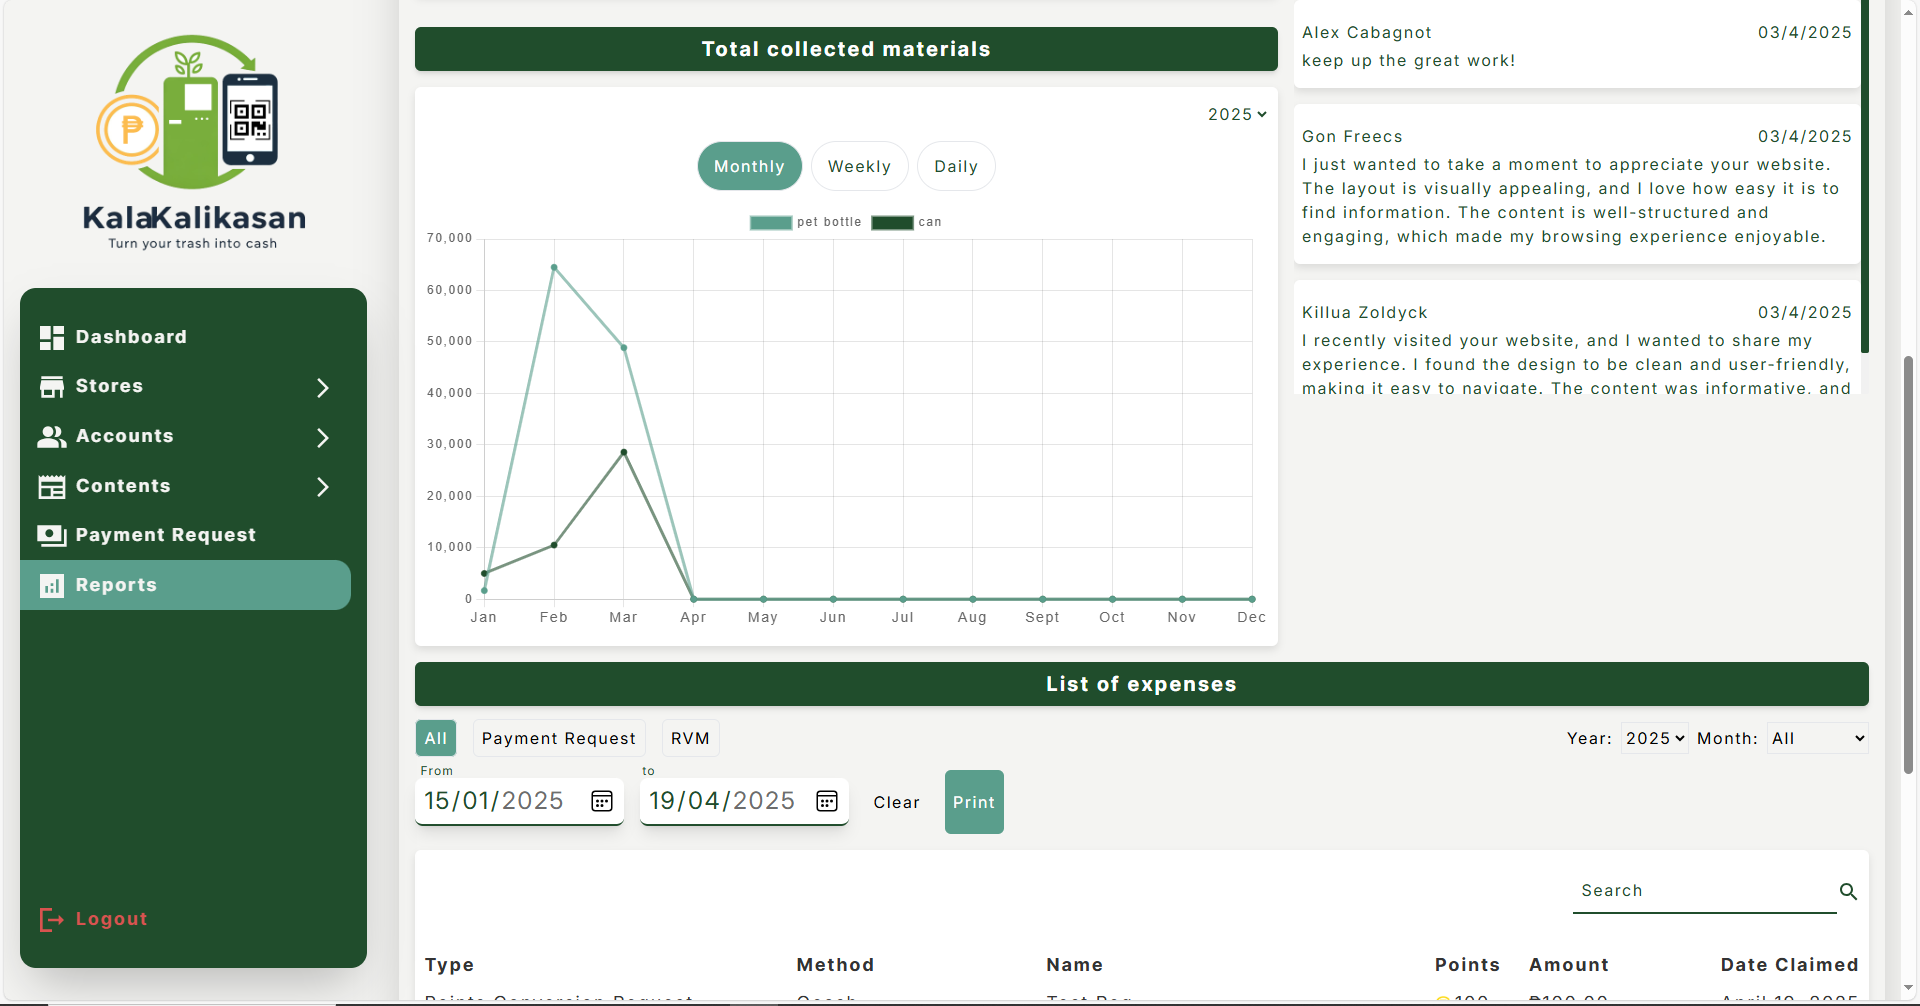 KalaKalikasan
Turn your trash into cash
Dashboard
Stores
Accounts
Contents
Payment Request
Reports
Logout
Total collected materials
2025
Monthly
Weekly
Daily
pet bottle
can
70,000
60,000
50,000
40,000
30,000
20,000
10,000
0
Jan Feb Mar Apr May Jun Jul Aug Sept Oct Nov Dec
Alex Cabagnot 03/4/2025
keep up the great work!
Gon Freecs 03/4/2025
I just wanted to take a moment to appreciate your website.
The layout is visually appealing, and I love how easy it is to
find information. The content is well-structured and
engaging, which made my browsing experience enjoyable.
Killua Zoldyck 03/4/2025
I recently visited your website, and I wanted to share my
experience. I found the design to be clean and user-friendly,
making it easy to navigate. The content was informative, and
List of expenses
All
Payment Request
RVM
Year: 2025 Month: All
From
15/01/2025
to
19/04/2025
Clear
Print
Search
Type Method Name Points Amount Date Claimed
Points Conversion Request